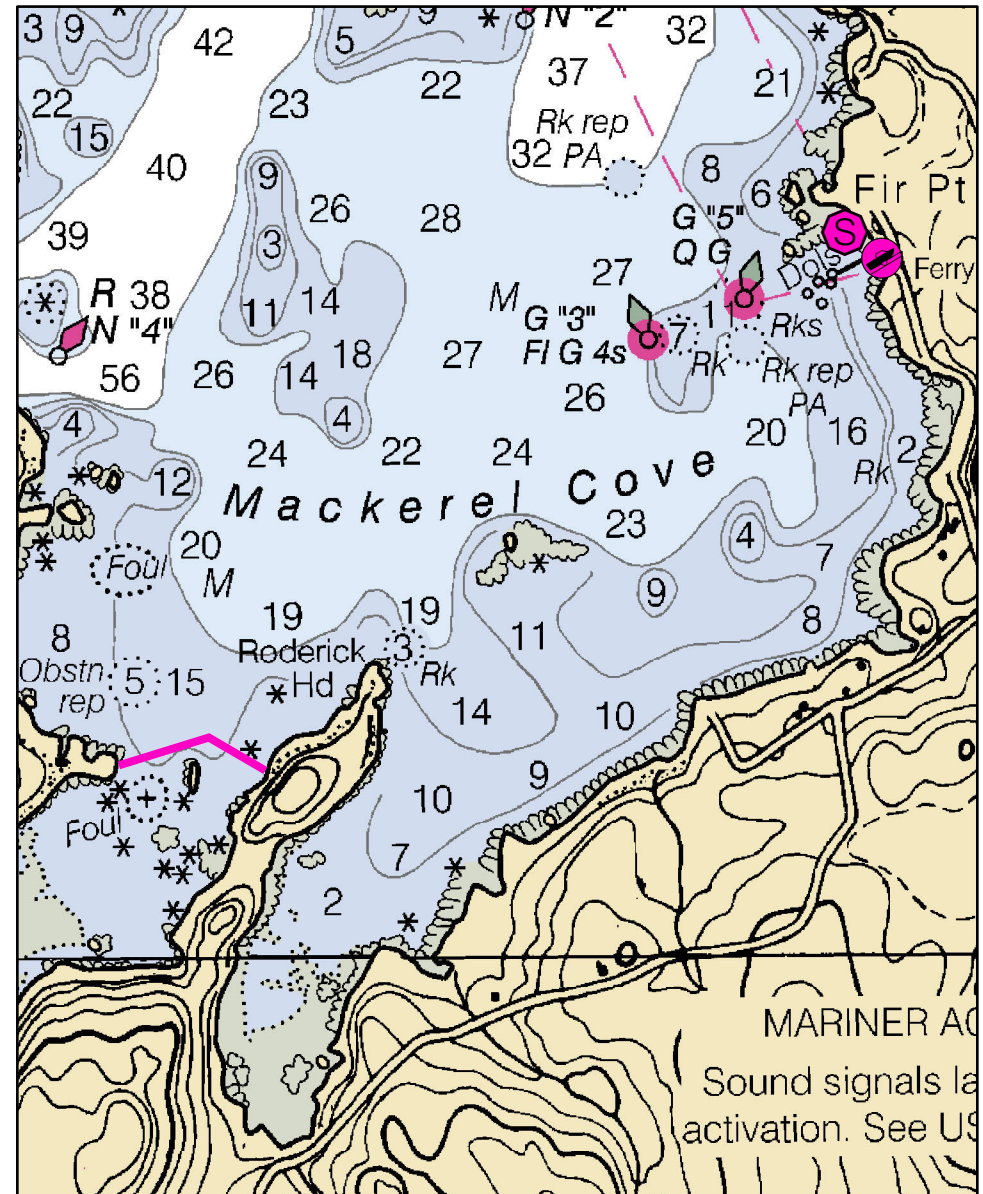 3 9
42
5
9
N "2"
32
22
15
23
22
37
21
Rk rep
32 PA
40
9
8
6
Fir Pt
26
28
G "5"
Q G
S
39
3
27
Dols
Ferry
R 38
N "4"
11
14
M
G "3"
Fl G 4s
7
11
Rks
18
27
Rk
Rk rep
PA
56
26
14
26
4
4
20
16
2
24
22
24
Rk
12
Mackerel Cove
23
4
20
Foul
M
7
9
19
19
8
8
11
Roderick
Hd
3
Rk
Obstn
rep
5
15
14
10
9
10
Foul
7
2
MARINER
Sound signals
activation. See